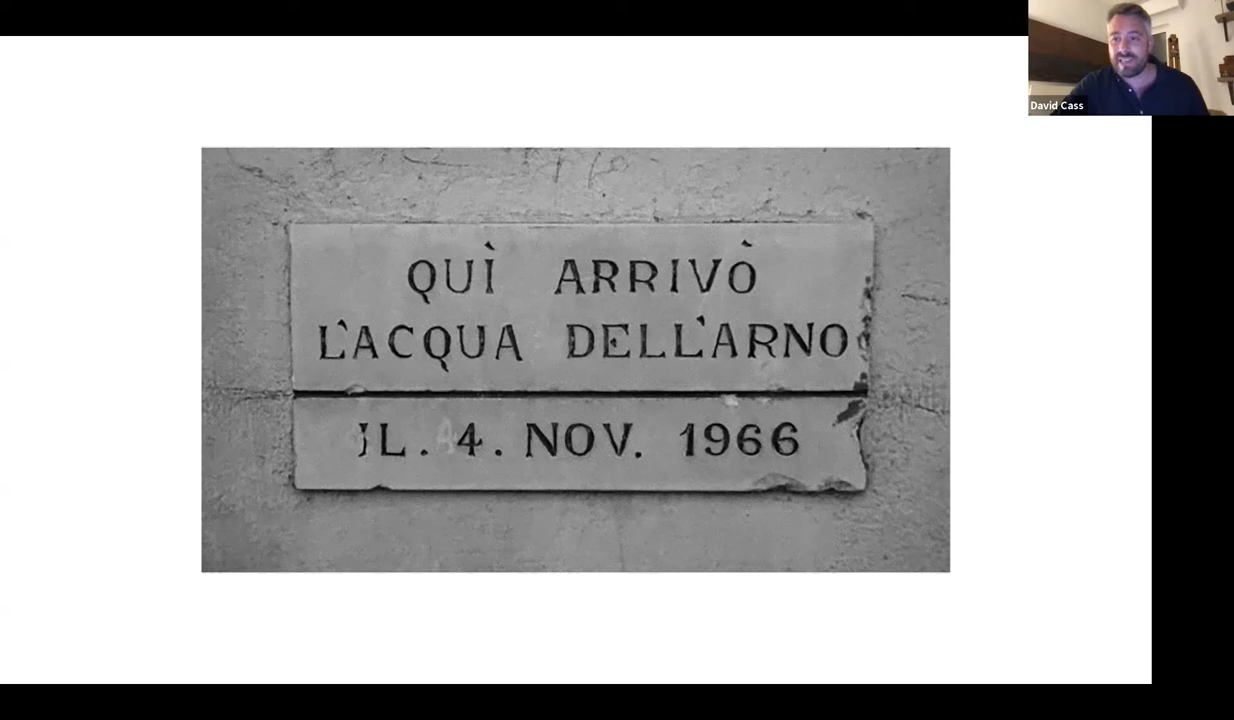 David Cass
QUÌ ARRIVÒ
L'ACQUA DELL'ARNO
IL. 4. NOV. 1966